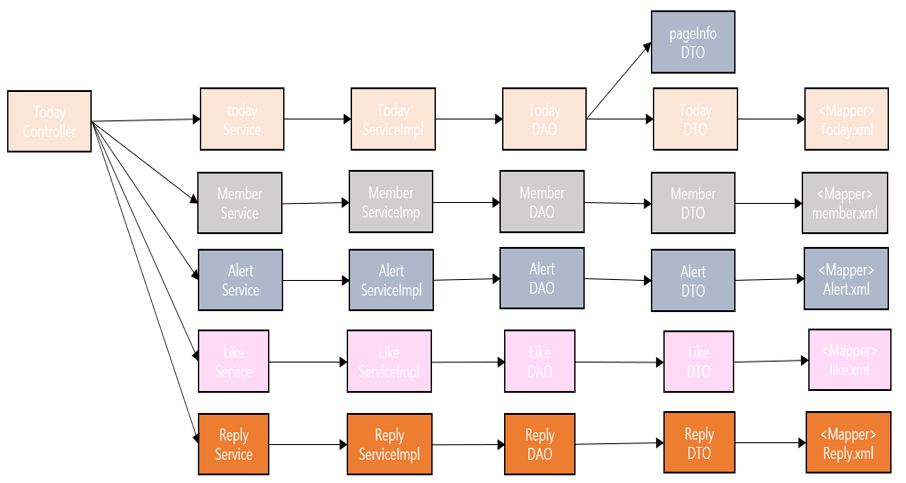 pageInfo
DTO
Today
Controller
today
Service
Today
ServiceImpl
Today
DAO
Today
DTO
<Mapper>
Today.xml
Member
Service
Member
ServiceImp
Member
DAO
Member
DTO
<Mapper>
member.xml
Alert
Service
Alert
ServiceImpl
Alert
DAO
Alert
DTO
<Mapper>
Alert.xml
Like
Service
Like
ServiceImpl
Like
DAO
Like
DTO
<Mapper>
like.xml
Reply
Service
Reply
ServiceImpl
Reply
DAO
Reply
DTO
<Mapper>
Reply.xml